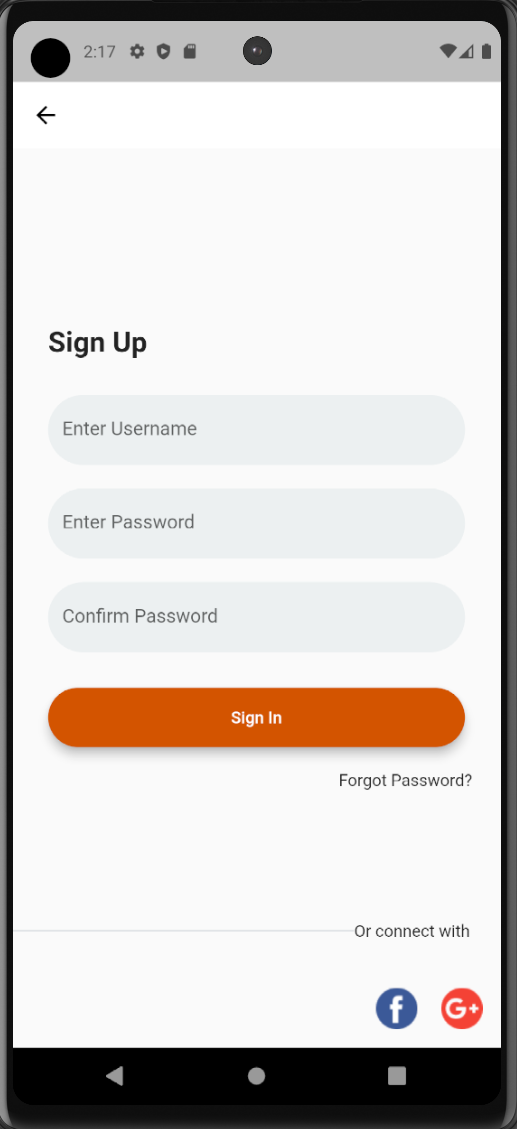 2:17
Sign Up
Enter Username
Enter Password
Confirm Password
Sign In
Forgot Password?
Or connect with
f G+